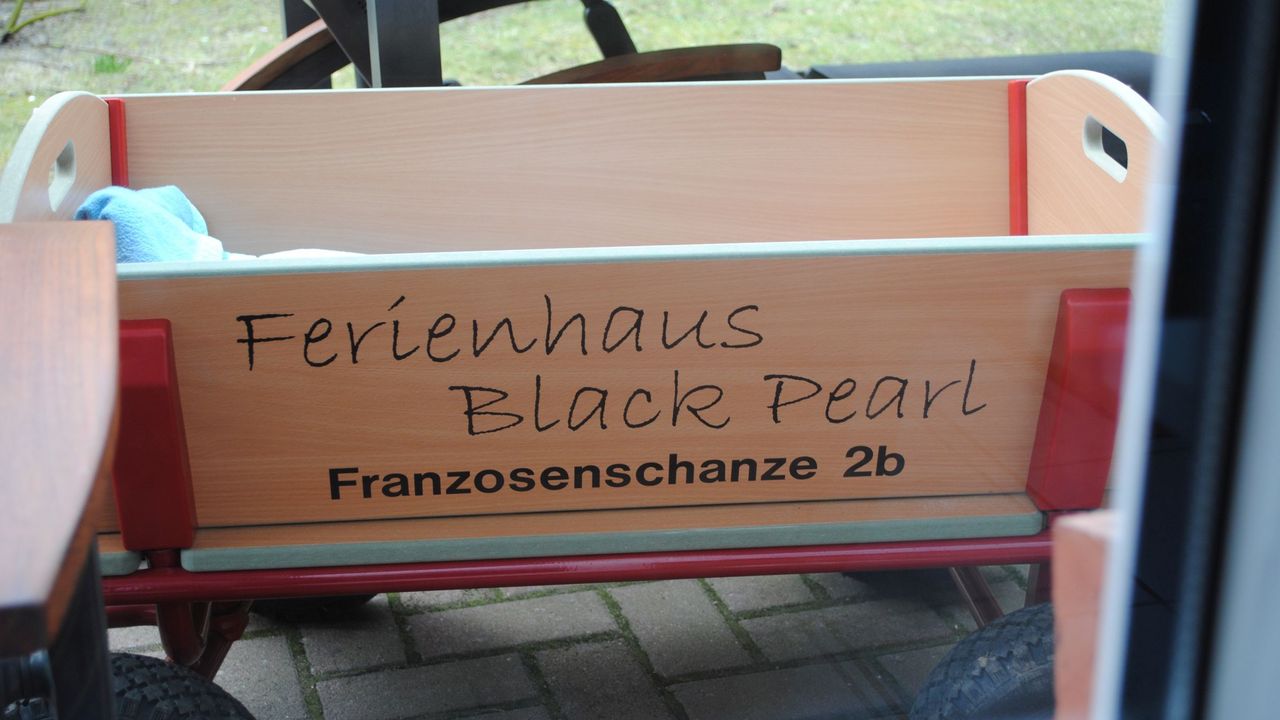 Ferienhaus
Black Pearl
Franzosenschanze 2b